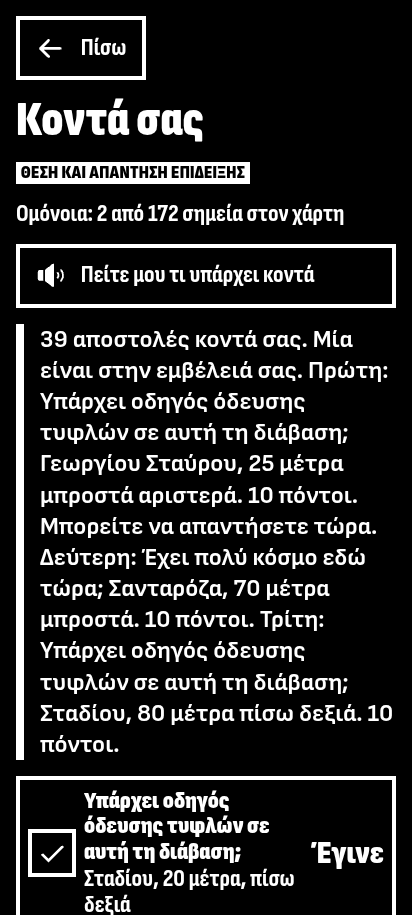 Πίσω
Κοντά σας
ΘΕΣΗ ΚΑΙ ΑΠΑΝΤΗΣΗ ΕΠΙΔΕΙΞΗΣ
Ομόνοια: 2 από 172 σημεία στον χάρτη
Πείτε μου τι υπάρχει κοντά
39 αποστολές κοντά σας. Μία
είναι στην εμβέλειά σας. Πρώτη:
Υπάρχει οδηγός όδευσης
τυφλών σε αυτή τη διάβαση;
Γεωργίου Σταύρου, 25 μέτρα
μπροστά αριστερά. 10 πόντοι.
Μπορείτε να απαντήσετε τώρα.
Δεύτερη: Έχει πολύ κόσμο εδώ
τώρα; Σανταρόζα, 70 μέτρα
μπροστά. 10 πόντοι. Τρίτη:
Υπάρχει οδηγός όδευσης
τυφλών σε αυτή τη διάβαση;
Σταδίου, 80 μέτρα πίσω δεξιά. 10
πόντοι.
Υπάρχει οδηγός
όδευσης τυφλών σε
αυτή τη διάβαση;
Έγινε
Σταδίου, 20 μέτρα, πίσω
δεξιά